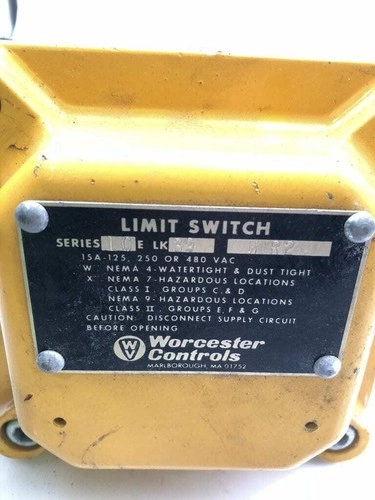 LIMIT SWITCH
SERIES E LK
15A-125, 250 OR 480 VAC
W NEMA 4-WATERTIGHT & DUST TIGHT
X NEMA 7-HAZARDOUS LOCATIONS
CLASS I, GROUPS C & D
NEMA 9-HAZARDOUS LOCATIONS
CLASS II, GROUPS E, F & G
CAUTION: DISCONNECT SUPPLY CIRCUIT
BEFORE OPENING
W Worcester
Controls
MARLBOROUGH, MA 01752